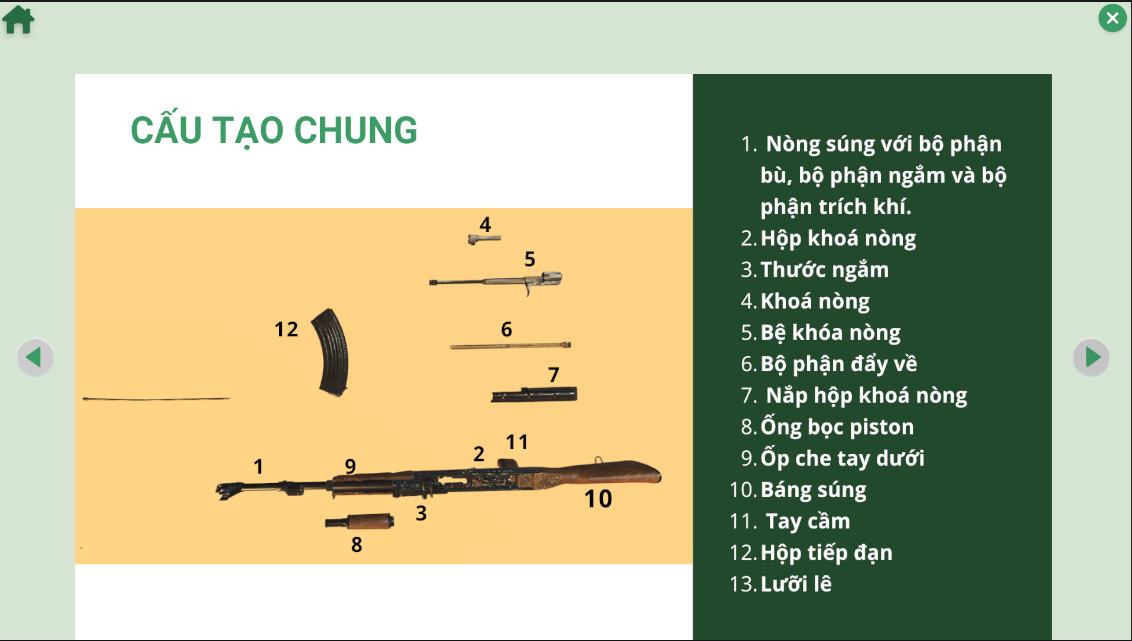 CẤU TẠO CHUNG
4
5
12
6
7
11
2
1
9
10
3
8
1. Nòng súng với bộ phận
bù, bộ phận ngắm và bộ
phận trích khí.
2. Hộp khoá nòng
3. Thước ngắm
4. Khoá nòng
5. Bệ khóa nòng
6. Bộ phận đẩy về
7. Nắp hộp khoá nòng
8. Ống bọc piston
9. Ốp che tay dưới
10. Báng súng
11. Tay cầm
12. Hộp tiếp đạn
13. Lưỡi lê